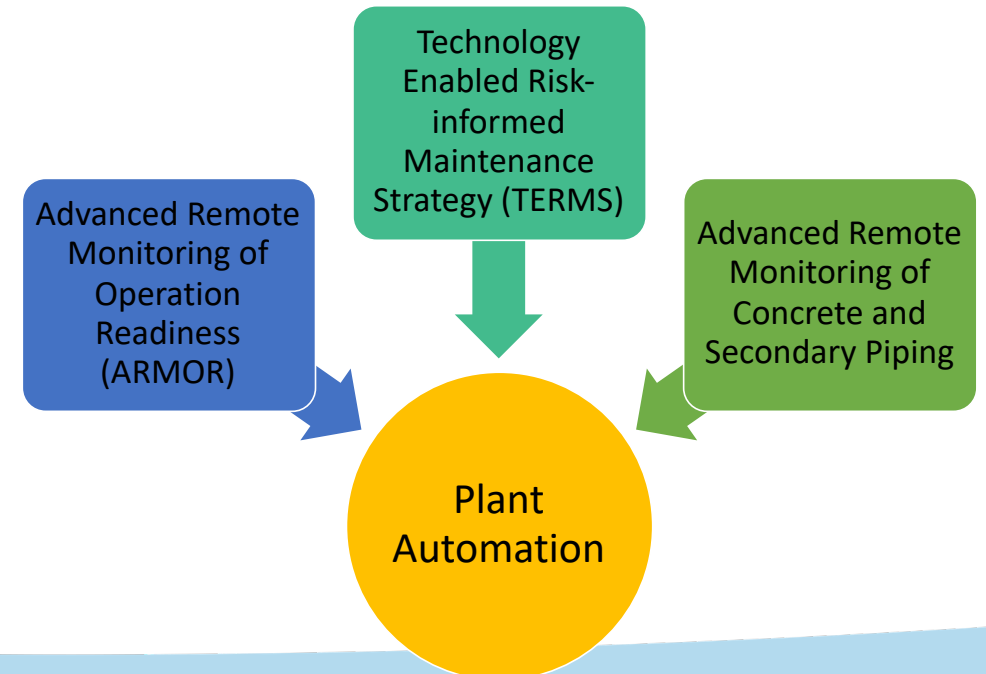 Technology
Enabled Risk-
informed
Maintenance
Strategy (TERMS)
Advanced Remote
Monitoring of
Operation
Readiness
(ARMOR)
Advanced Remote
Monitoring of
Concrete and
Secondary Piping
Plant
Automation